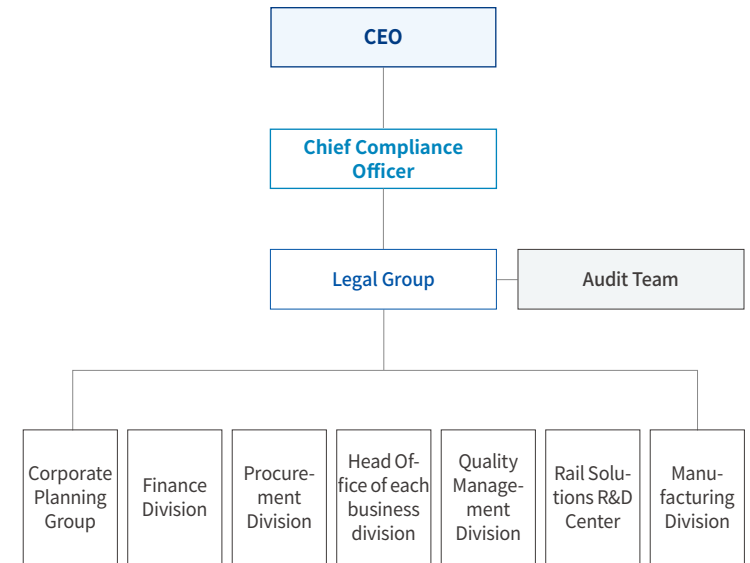 CEO
Chief Compliance
Officer
Legal Group
Audit Team
Corporate
Planning
Group
Finance
Division
Procure-
ment
Division
Head Of-
fice of each
business
division
Quality
Manage-
ment
Division
Rail Solu-
tions R&D
Center
Manu-
facturing
Division